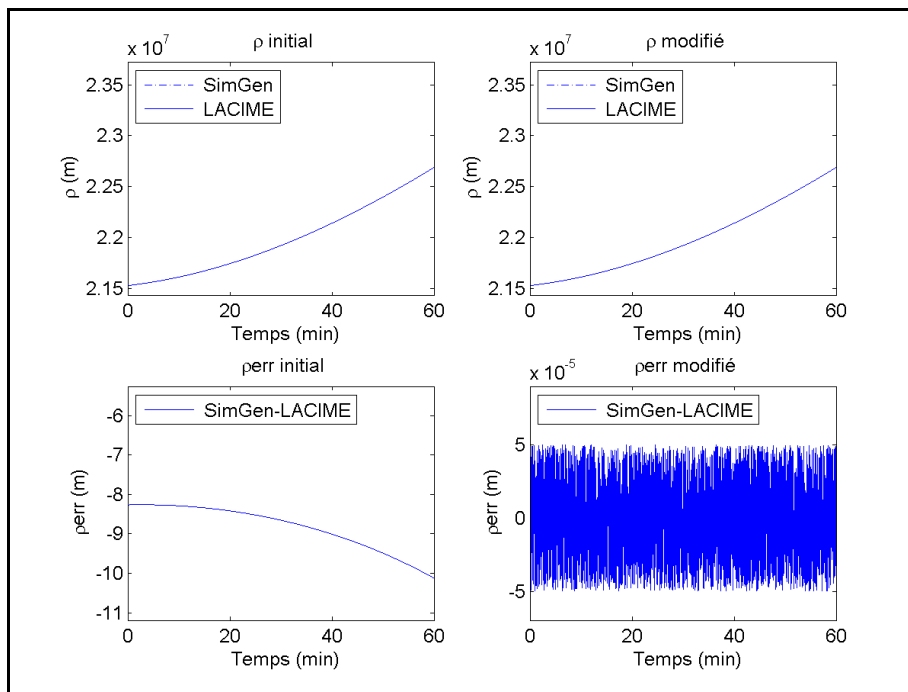 ρ initial
x 10^7
2.35
2.3
2.25
2.2
2.15
ρ (m)
SimGen
LACIME
0 20 40 60
Temps (min)
ρ modifié
x 10^7
2.35
2.3
2.25
2.2
2.15
ρ (m)
SimGen
LACIME
0 20 40 60
Temps (min)
ρerr initial
-6
-7
-8
-9
-10
-11
ρerr (m)
SimGen-LACIME
0 20 40 60
Temps (min)
ρerr modifié
x 10^-5
5
0
-5
ρerr (m)
SimGen-LACIME
0 20 40 60
Temps (min)